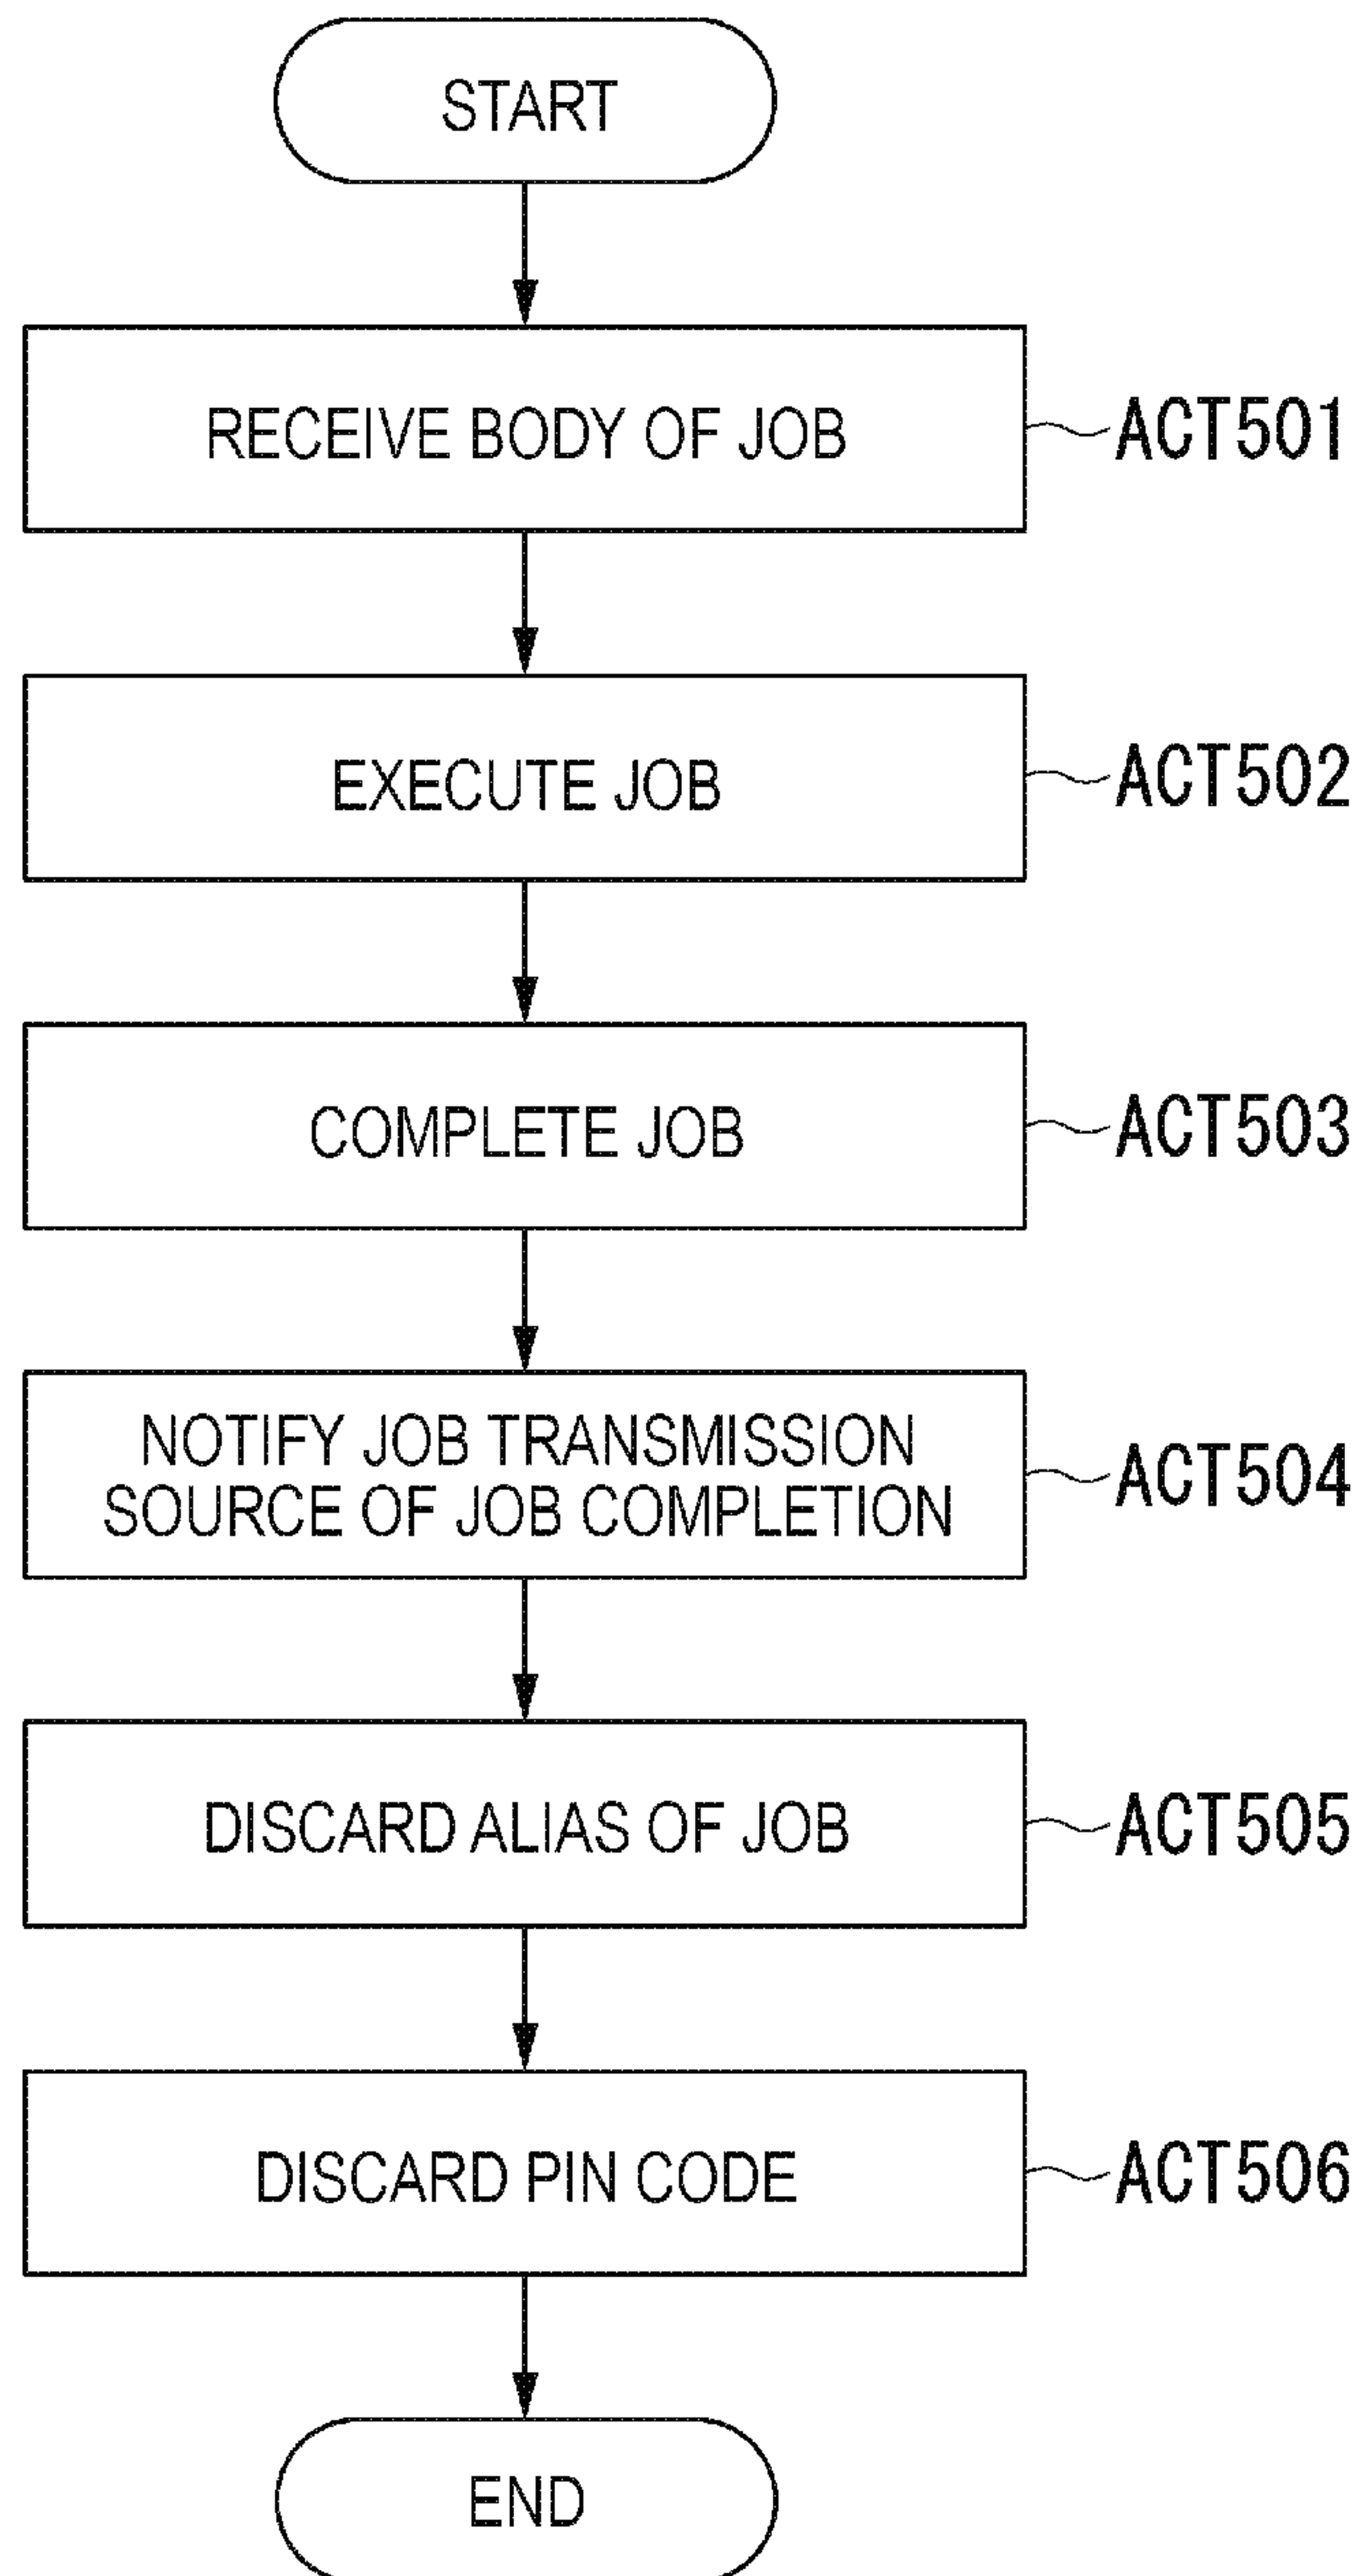 START
RECEIVE BODY OF JOB
ACT501
EXECUTE JOB
ACT502
COMPLETE JOB
ACT503
NOTIFY JOB TRANSMISSION
SOURCE OF JOB COMPLETION
ACT504
DISCARD ALIAS OF JOB
ACT505
DISCARD PIN CODE
ACT506
END